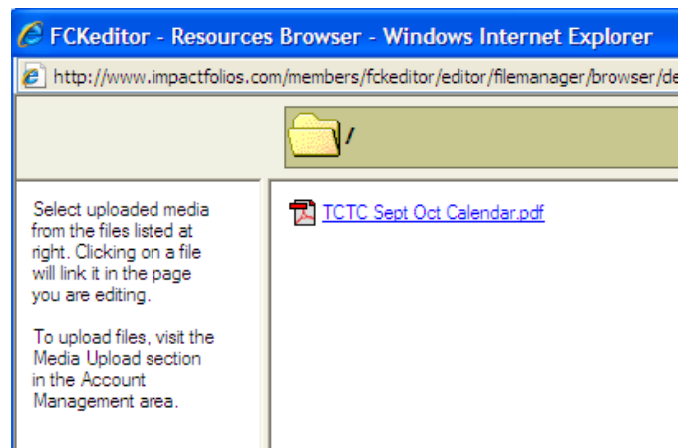 FCKeditor - Resources Browser - Windows Internet Explorer
http://www.impactfolios.com/members/fckeditor/editor/filemanager/browser/de
/
Select uploaded media
from the files listed at
right. Clicking on a file
will link it in the page
you are editing.
To upload files, visit the
Media Upload section
in the Account
Management area.
TCTC Sept Oct Calendar.pdf